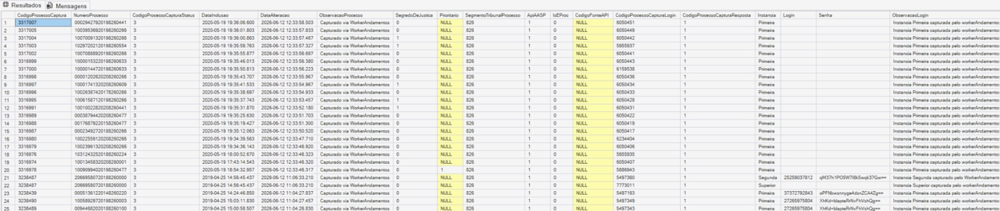 Resultados Mensagens
CodigoProcessoCaptura NumeroProcesso CodigoProcessoCapturaStatus DataInclusao DataAlteracao ObservacaoProcesso SegredoDeJustica Prioritario SegmentoTribunalProcesso ApiAASP IsEProc CodigoFonteAPI CodigoProcessoCapturaLogin CodigoProcessoCapturaResposta Instancia Login Senha ObservacaoLogin
1 3317007 00029427920198260441 3 2020-05-19 19:36:06.600 2026-06-12 12:33:58.503 Capturado via WorkerAndamentos 0 NULL 826 1 0 NULL 6050451 1 Primeira Instancia Primeira capturada pelo workerAndamentos
2 3317005 10039536920198260266 3 2020-05-19 19:36:01.803 2026-06-12 12:33:57.833 Capturado via WorkerAndamentos 0 NULL 826 1 0 NULL 6050449 1 Primeira Instancia Primeira capturada pelo workerAndamentos
3 3317004 10070091320198260266 3 2020-05-19 19:36:00.863 2026-06-12 12:33:57.467 Capturado via WorkerAndamentos 1 NULL 826 1 0 NULL 6050442 1 Primeira Instancia Primeira capturada pelo workerAndamentos
4 3317003 10297202120198260554 3 2020-05-19 19:35:59.763 2026-06-12 12:33:57.327 Capturado via WorkerAndamentos 1 NULL 826 1 0 NULL 5955937 1 Primeira Instancia Primeira capturada pelo workerAndamentos
5 3317002 10070888920198260266 3 2020-05-19 19:35:55.877 2026-06-12 12:33:56.697 Capturado via WorkerAndamentos 0 NULL 826 1 0 NULL 6050441 1 Primeira Instancia Primeira capturada pelo workerAndamentos
6 3316999 10000153220198260633 3 2020-05-19 19:35:46.013 2026-06-12 12:33:56.380 Capturado via WorkerAndamentos 0 NULL 826 1 0 NULL 6050443 1 Primeira Instancia Primeira capturada pelo workerAndamentos
7 3317000 10000144720198260633 3 2020-05-19 19:35:50.813 2026-06-12 12:33:56.223 Capturado via WorkerAndamentos 0 NULL 826 1 0 NULL 6159538 1 Primeira Instancia Primeira capturada pelo workerAndamentos
8 3316998 00001202620208260266 3 2020-05-19 19:35:43.707 2026-06-12 12:33:55.967 Capturado via WorkerAndamentos 0 NULL 826 1 0 NULL 6050436 1 Primeira Instancia Primeira capturada pelo workerAndamentos
9 3316997 10001741320208260609 3 2020-05-19 19:35:41.533 2026-06-12 12:33:54.967 Capturado via WorkerAndamentos 1 NULL 826 1 0 NULL 6050434 1 Primeira Instancia Primeira capturada pelo workerAndamentos
10 3316996 10026387420178260266 3 2020-05-19 19:35:38.697 2026-06-12 12:33:54.933 Capturado via WorkerAndamentos 0 NULL 826 1 0 NULL 6050433 1 Primeira Instancia Primeira capturada pelo workerAndamentos
11 3316995 10061587120198260266 3 2020-05-19 19:35:37.743 2026-06-12 12:33:53.457 Capturado via WorkerAndamentos 1 NULL 826 1 0 NULL 6050428 1 Primeira Instancia Primeira capturada pelo workerAndamentos
12 3316991 10010022820198260441 3 2020-05-19 19:35:31.870 2026-06-12 12:33:52.180 Capturado via WorkerAndamentos 1 NULL 826 1 0 NULL 6050431 1 Primeira Instancia Primeira capturada pelo workerAndamentos
13 3316989 00038794420208260477 3 2020-05-19 19:35:25.630 2026-06-12 12:33:51.703 Capturado via WorkerAndamentos 0 NULL 826 1 0 NULL 6050422 1 Primeira Instancia Primeira capturada pelo workerAndamentos
14 3316988 00176879220158260477 3 2020-05-19 19:35:19.427 2026-06-12 12:33:51.300 Capturado via WorkerAndamentos 0 NULL 826 1 0 NULL 6050419 1 Primeira Instancia Primeira capturada pelo workerAndamentos
15 3316987 00023492720188260266 3 2020-05-19 19:35:12.063 2026-06-12 12:33:50.520 Capturado via WorkerAndamentos 0 NULL 826 1 0 NULL 6050417 1 Primeira Instancia Primeira capturada pelo workerAndamentos
16 3316980 10022559120208260266 3 2020-05-19 19:34:39.563 2026-06-12 12:33:47.710 Capturado via WorkerAndamentos 0 NULL 826 1 0 NULL 6234404 1 Primeira Instancia Primeira capturada pelo workerAndamentos
17 3316979 10023961320208260266 3 2020-05-19 19:34:36.143 2026-06-12 12:33:46.920 Capturado via WorkerAndamentos 0 NULL 826 1 0 NULL 6050406 1 Primeira Instancia Primeira capturada pelo workerAndamentos
18 3316976 10312432520188260224 3 2020-05-19 18:00:52.670 2026-06-12 12:33:46.323 Capturado via WorkerAndamentos 0 NULL 826 1 0 NULL 5955935 1 Primeira Instancia Primeira capturada pelo workerAndamentos
19 3316974 10013458320208260001 3 2020-05-19 17:43:14.543 2026-06-12 12:33:46.320 Capturado via WorkerAndamentos 0 NULL 826 1 0 NULL 6050407 1 Primeira Instancia Primeira capturada pelo workerAndamentos
20 3316978 10090994020198260477 3 2020-05-19 18:54:32.957 2026-06-12 12:33:46.317 Capturado via WorkerAndamentos 0 1 826 1 0 NULL 5886943 1 Primeira Instancia Primeira capturada pelo workerAndamentos
21 3238487 20669580720188260000 3 2019-04-25 14:56:45.437 2026-06-12 11:06:33.210 Capturado via WorkerAndamentos 0 NULL 826 1 0 NULL 5497360 1 Segunda 25259037812 Instancia Segunda capturado pelo WorkerAndamentos
22 3238487 20669580720188260000 3 2019-04-25 14:56:45.437 2026-06-12 11:06:33.210 Capturado via WorkerAndamentos 0 NULL 826 1 0 NULL 7773011 1 Superior Instancia Superior capturada pelo workerAndamentos
23 3238439 00051361220148260220 3 2019-04-25 14:24:46.850 2026-06-12 11:04:27.837 Capturado via WorkerAndamentos 0 NULL 826 1 0 NULL 5497163 1 Primeira 37372792843 Instancia Primeira capturada pelo workerAndamentos
24 3238490 10058929720198260003 3 2019-04-25 15:03:11.830 2026-06-12 11:04:27.457 Capturado via WorkerAndamentos 0 NULL 826 1 0 NULL 5497349 1 Primeira 27265975804 Instancia Primeira capturada pelo workerAndamentos
25 3238489 00944682020188260100 3 2019-04-25 15:00:58.507 2026-06-12 11:04:26.830 Capturado via WorkerAndamentos 0 NULL 826 1 0 NULL 5497343 1 Primeira 27265975804 Instancia Primeira capturada pelo workerAndamentos